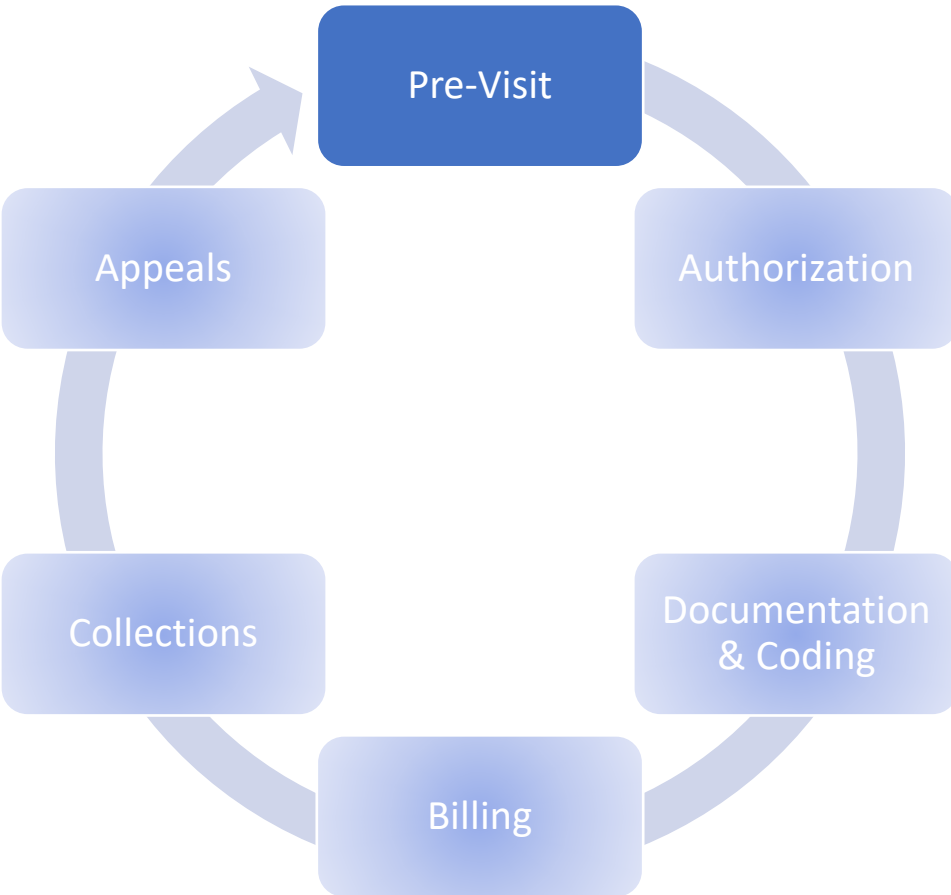 Pre-Visit
Authorization
Documentation
& Coding
Billing
Collections
Appeals